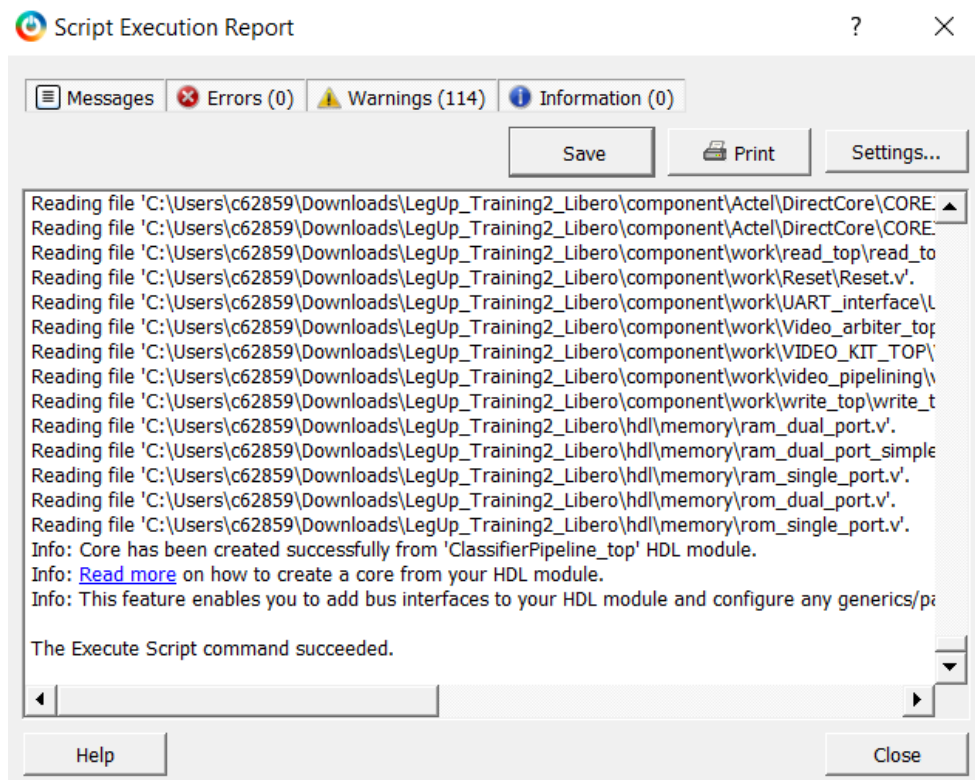 Script Execution Report
Messages Errors (0) Warnings (114) Information (0)
Save Print Settings...
Reading file 'C:\Users\c62859\Downloads\LegUp_Training2_Libero\component\Actel\DirectCore\CORE
Reading file 'C:\Users\c62859\Downloads\LegUp_Training2_Libero\component\Actel\DirectCore\CORE
Reading file 'C:\Users\c62859\Downloads\LegUp_Training2_Libero\component\work\read_top\read_to
Reading file 'C:\Users\c62859\Downloads\LegUp_Training2_Libero\component\work\Reset\Reset.v'.
Reading file 'C:\Users\c62859\Downloads\LegUp_Training2_Libero\component\work\UART_interface\
Reading file 'C:\Users\c62859\Downloads\LegUp_Training2_Libero\component\work\Video_arbiter_top
Reading file 'C:\Users\c62859\Downloads\LegUp_Training2_Libero\component\work\VIDEO_KIT_TOP\
Reading file 'C:\Users\c62859\Downloads\LegUp_Training2_Libero\component\work\video_pipelining\
Reading file 'C:\Users\c62859\Downloads\LegUp_Training2_Libero\component\work\write_top\write_t
Reading file 'C:\Users\c62859\Downloads\LegUp_Training2_Libero\hdl\memory\ram_dual_port.v'.
Reading file 'C:\Users\c62859\Downloads\LegUp_Training2_Libero\hdl\memory\ram_dual_port_simple
Reading file 'C:\Users\c62859\Downloads\LegUp_Training2_Libero\hdl\memory\ram_single_port.v'.
Reading file 'C:\Users\c62859\Downloads\LegUp_Training2_Libero\hdl\memory\rom_dual_port.v'.
Reading file 'C:\Users\c62859\Downloads\LegUp_Training2_Libero\hdl\memory\rom_single_port.v'.
Info: Core has been created successfully from 'ClassifierPipeline_top' HDL module.
Info: Read more on how to create a core from your HDL module.
Info: This feature enables you to add bus interfaces to your HDL module and configure any generics/pa
The Execute Script command succeeded.
Help Close